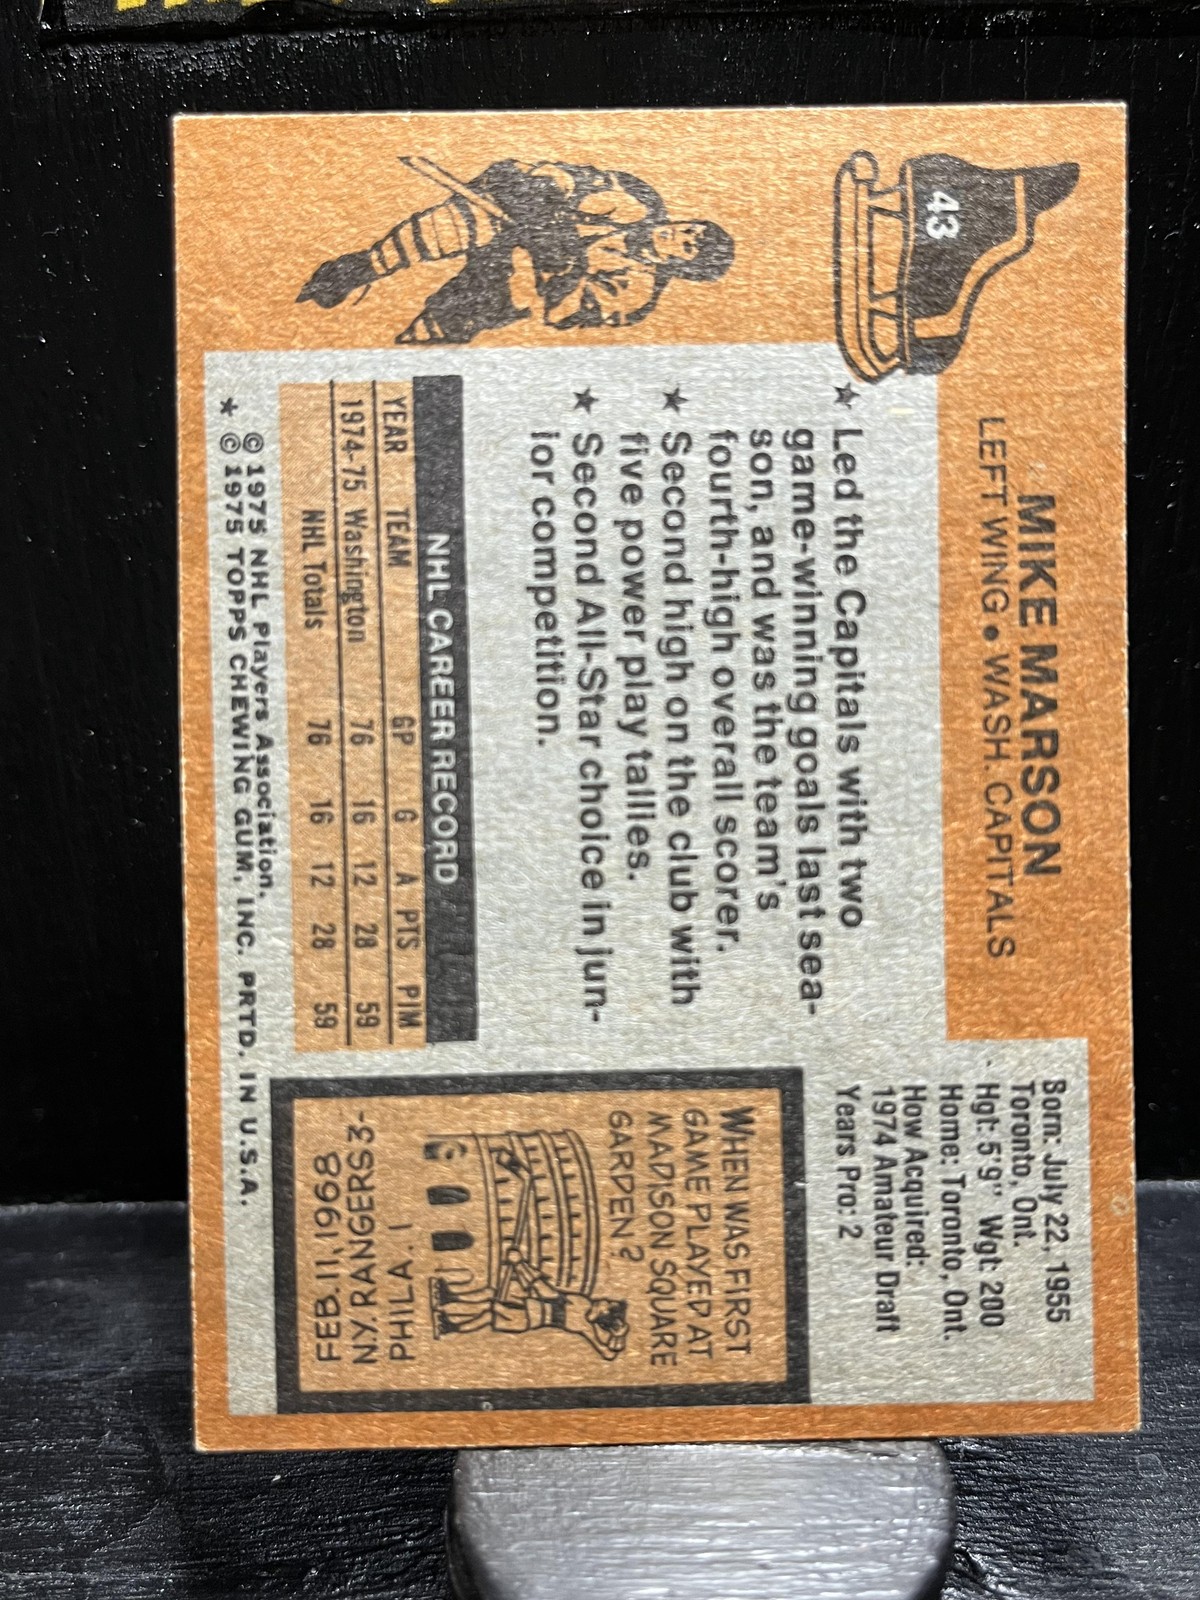 43
MIKE MARSON
LEFT WING • WASH. CAPITALS
★ Led the Capitals with two
game-winning goals last sea-
son, and was the team's
fourth-high overall scorer.
★ Second high on the club with
five power play tallies.
★ Second All-Star choice in jun-
ior competition.
Born: July 22, 1955
Toronto, Ont.
Hgt: 5'9" Wgt: 200
Home: Toronto, Ont.
How Acquired:
1974 Amateur Draft
Years Pro: 2
NHL CAREER RECORD
YEAR TEAM GP G A PTS PIM
1974-75 Washington 76 16 12 28 59
NHL Totals 76 16 12 28 59
WHEN WAS FIRST
GAME PLAYED AT
MADISON SQUARE
GARDEN?
FEB. 11, 1968
N.Y. RANGERS 3-
PHILA. 1
© 1975 NHL Players Association.
★ © 1975 TOPPS CHEWING GUM, INC. PRTD. IN U.S.A.